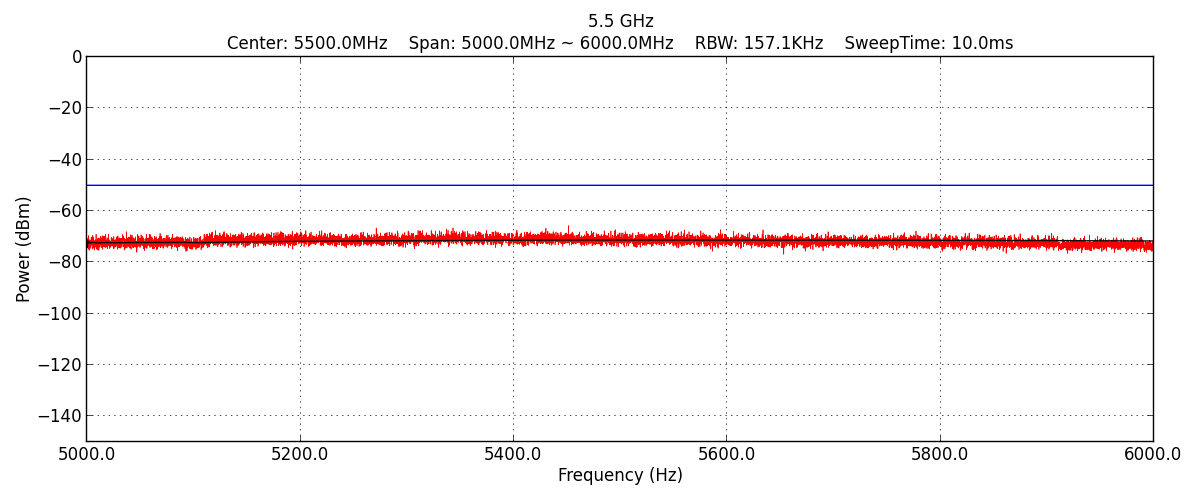 5.5 GHz
Center: 5500.0MHz    Span: 5000.0MHz ~ 6000.0MHz    RBW: 157.1KHz    SweepTime: 10.0ms
0
−20
−40
−60
−80
−100
−120
−140
Power (dBm)
5000.0 5200.0 5400.0 5600.0 5800.0 6000.0
Frequency (Hz)